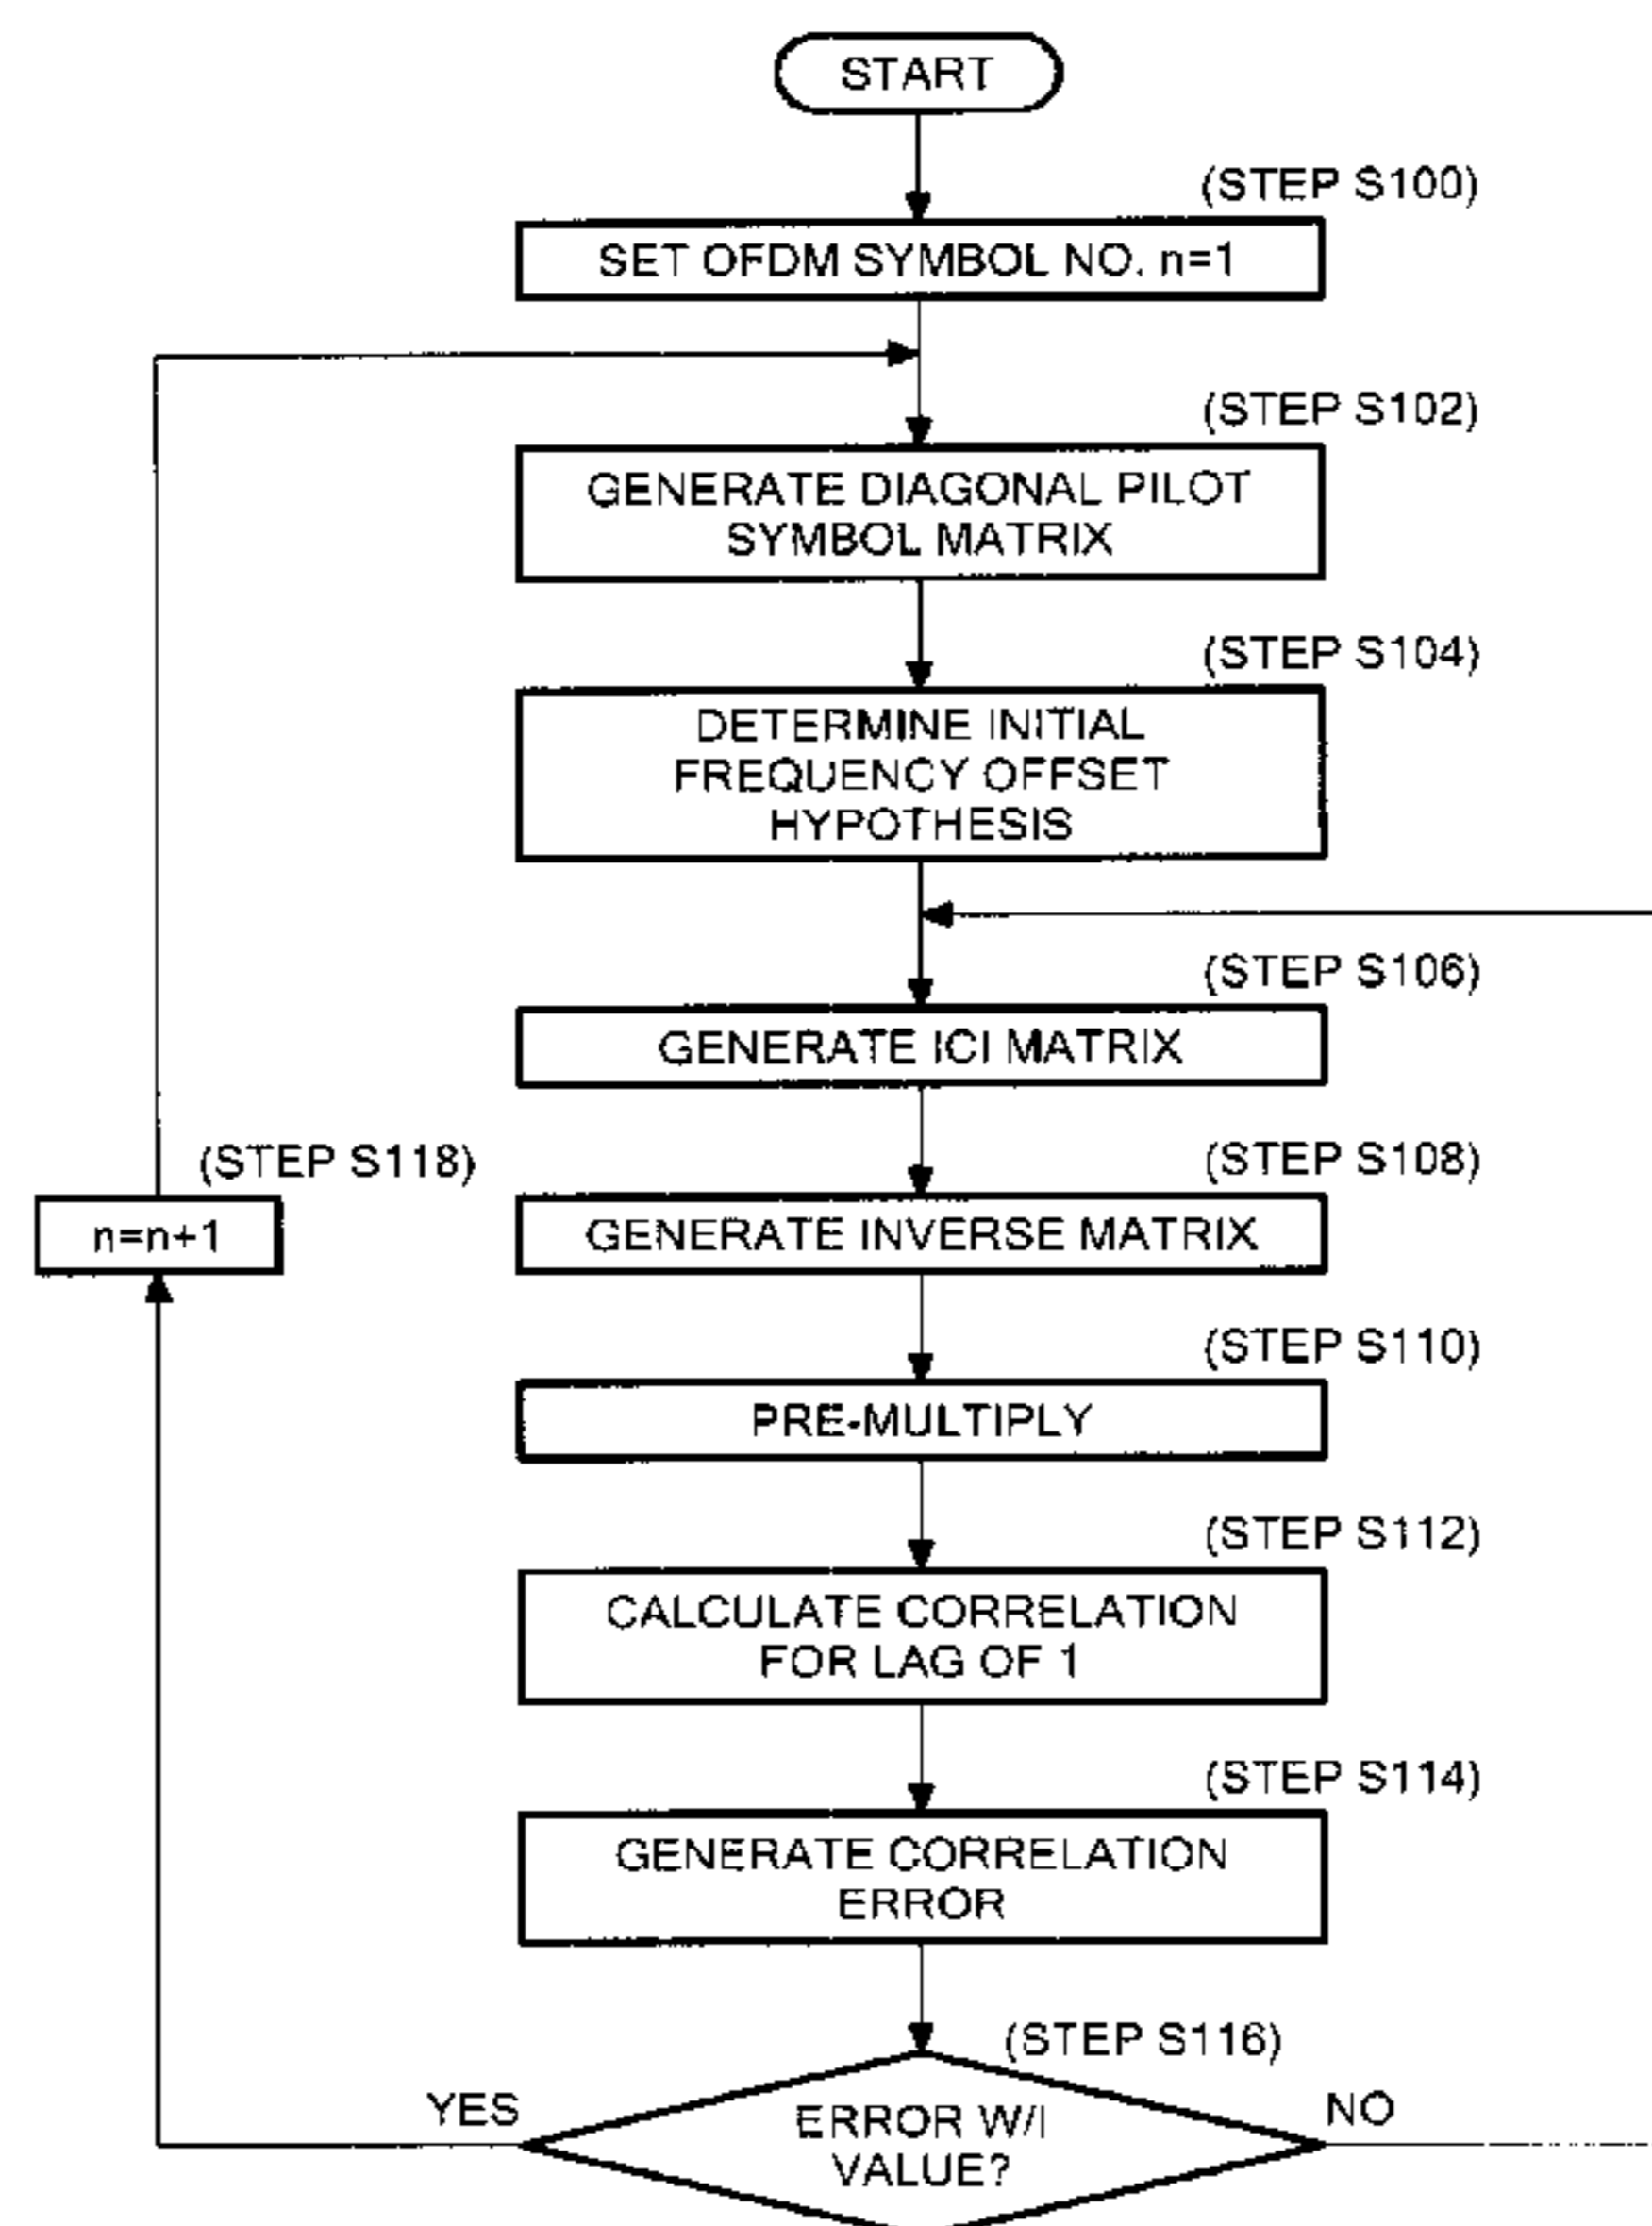 START
(STEP S100)
SET OFDM SYMBOL NO. n=1
(STEP S102)
GENERATE DIAGONAL PILOT
SYMBOL MATRIX
(STEP S104)
DETERMINE INITIAL
FREQUENCY OFFSET
HYPOTHESIS
(STEP S106)
GENERATE ICI MATRIX
(STEP S118)
n=n+1
(STEP S108)
GENERATE INVERSE MATRIX
(STEP S110)
PRE-MULTIPLY
(STEP S112)
CALCULATE CORRELATION
FOR LAG OF 1
(STEP S114)
GENERATE CORRELATION
ERROR
(STEP S116)
YES
ERROR W/I
VALUE?
NO